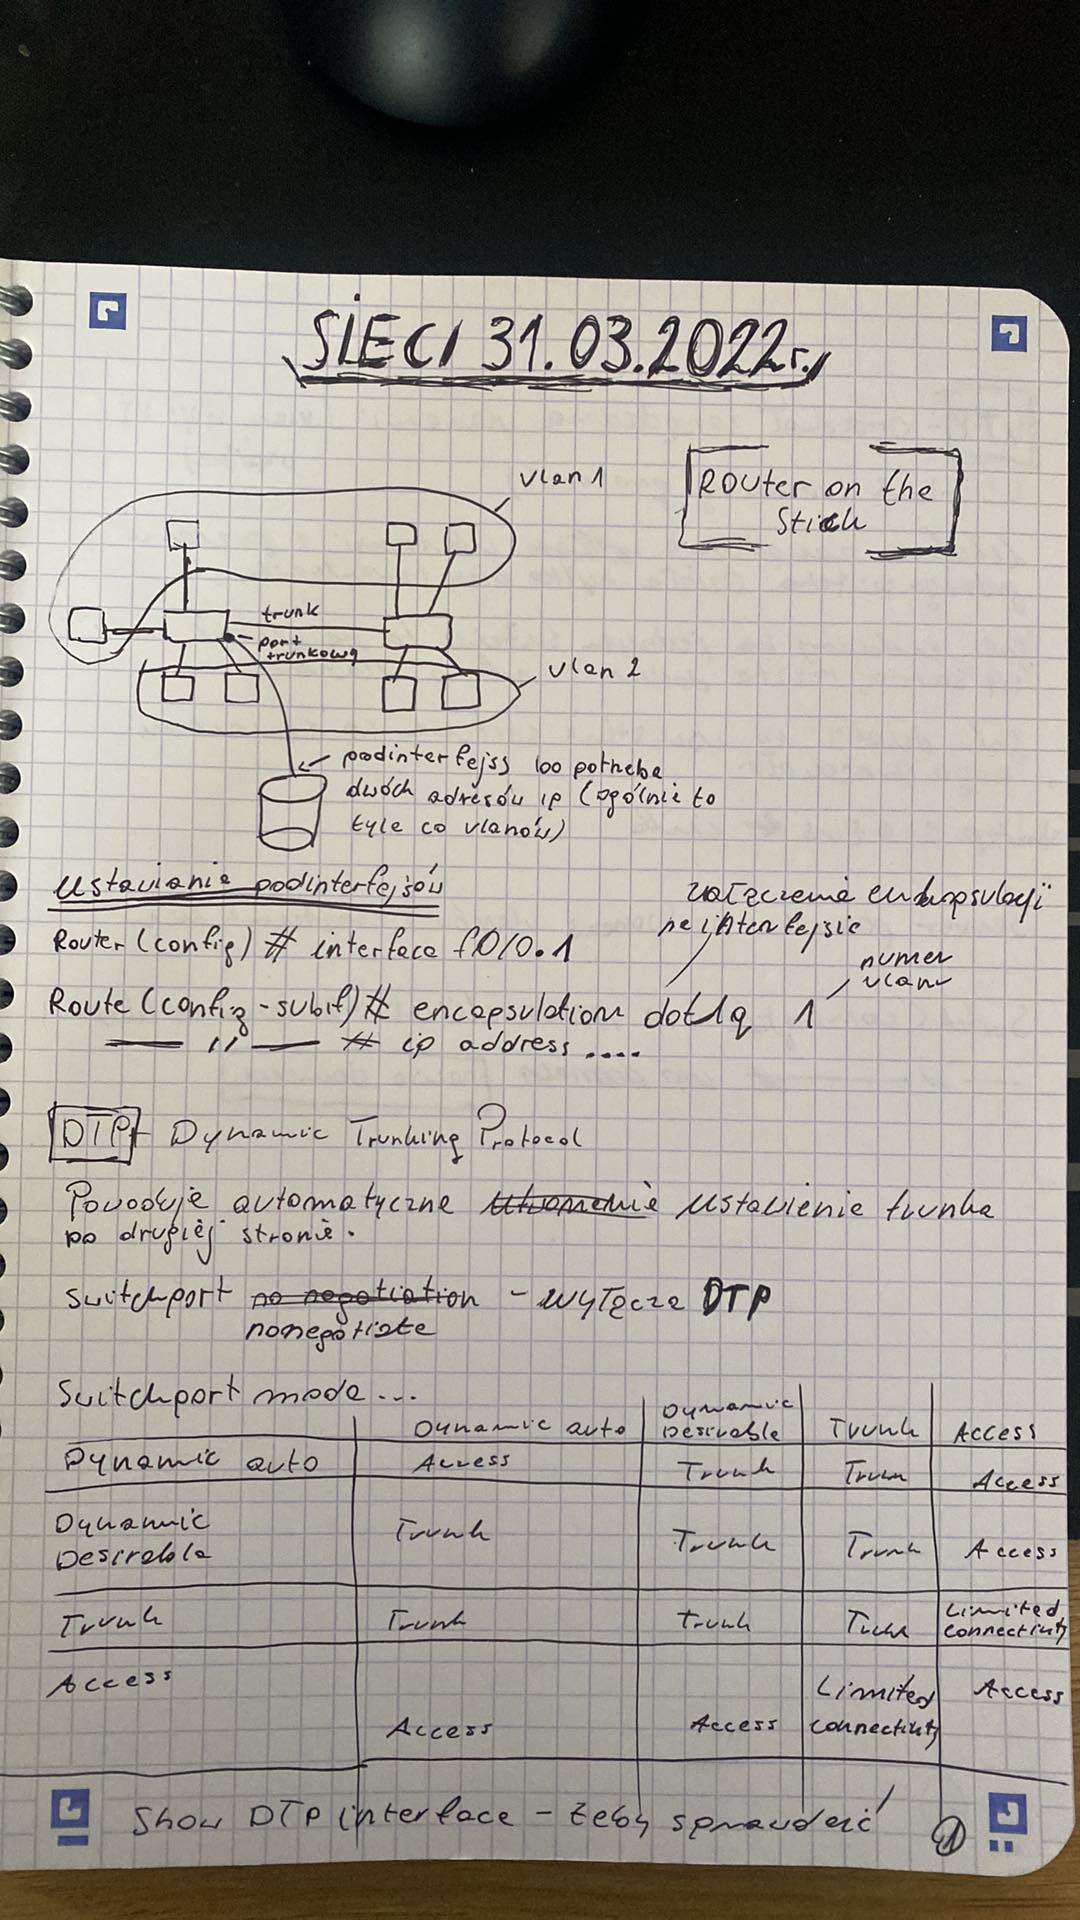 SIECI 31.03.2022r.
Router on the
Stick
vlan 1
trunk
port
trunkowy
vlan 2
podinterfejss bo potrzeba
dwóch adresów ip (ogólnie to
tyle co vlanów)
Ustawianie podinterfejsów
załączenie enkapsulacji
na interfejsie
Router (config) # interface f0/0.1
numer
vlanu
Route (config-subif)# encapsulation dot1q 1
—— ,, —— # ip address ....
DTP - Dynamic Trunking Protocol
Powoduje automatyczne utworzenie ustawienie trunka
po drugiej stronie.
switchport no negotiation - wyłącza DTP
nonegotiate
Switchport mode...
Dynamic auto Dynamic Desirable Trunk Access
Dynamic auto Access Trunk Trunk Access
Dynamic
Desirable Trunk Trunk Trunk Access
Trunk Trunk Trunk Trunk Limited connectivity
Access Access Access Limited connectivity Access
Show DTP interface - żeby sprawdzić
1